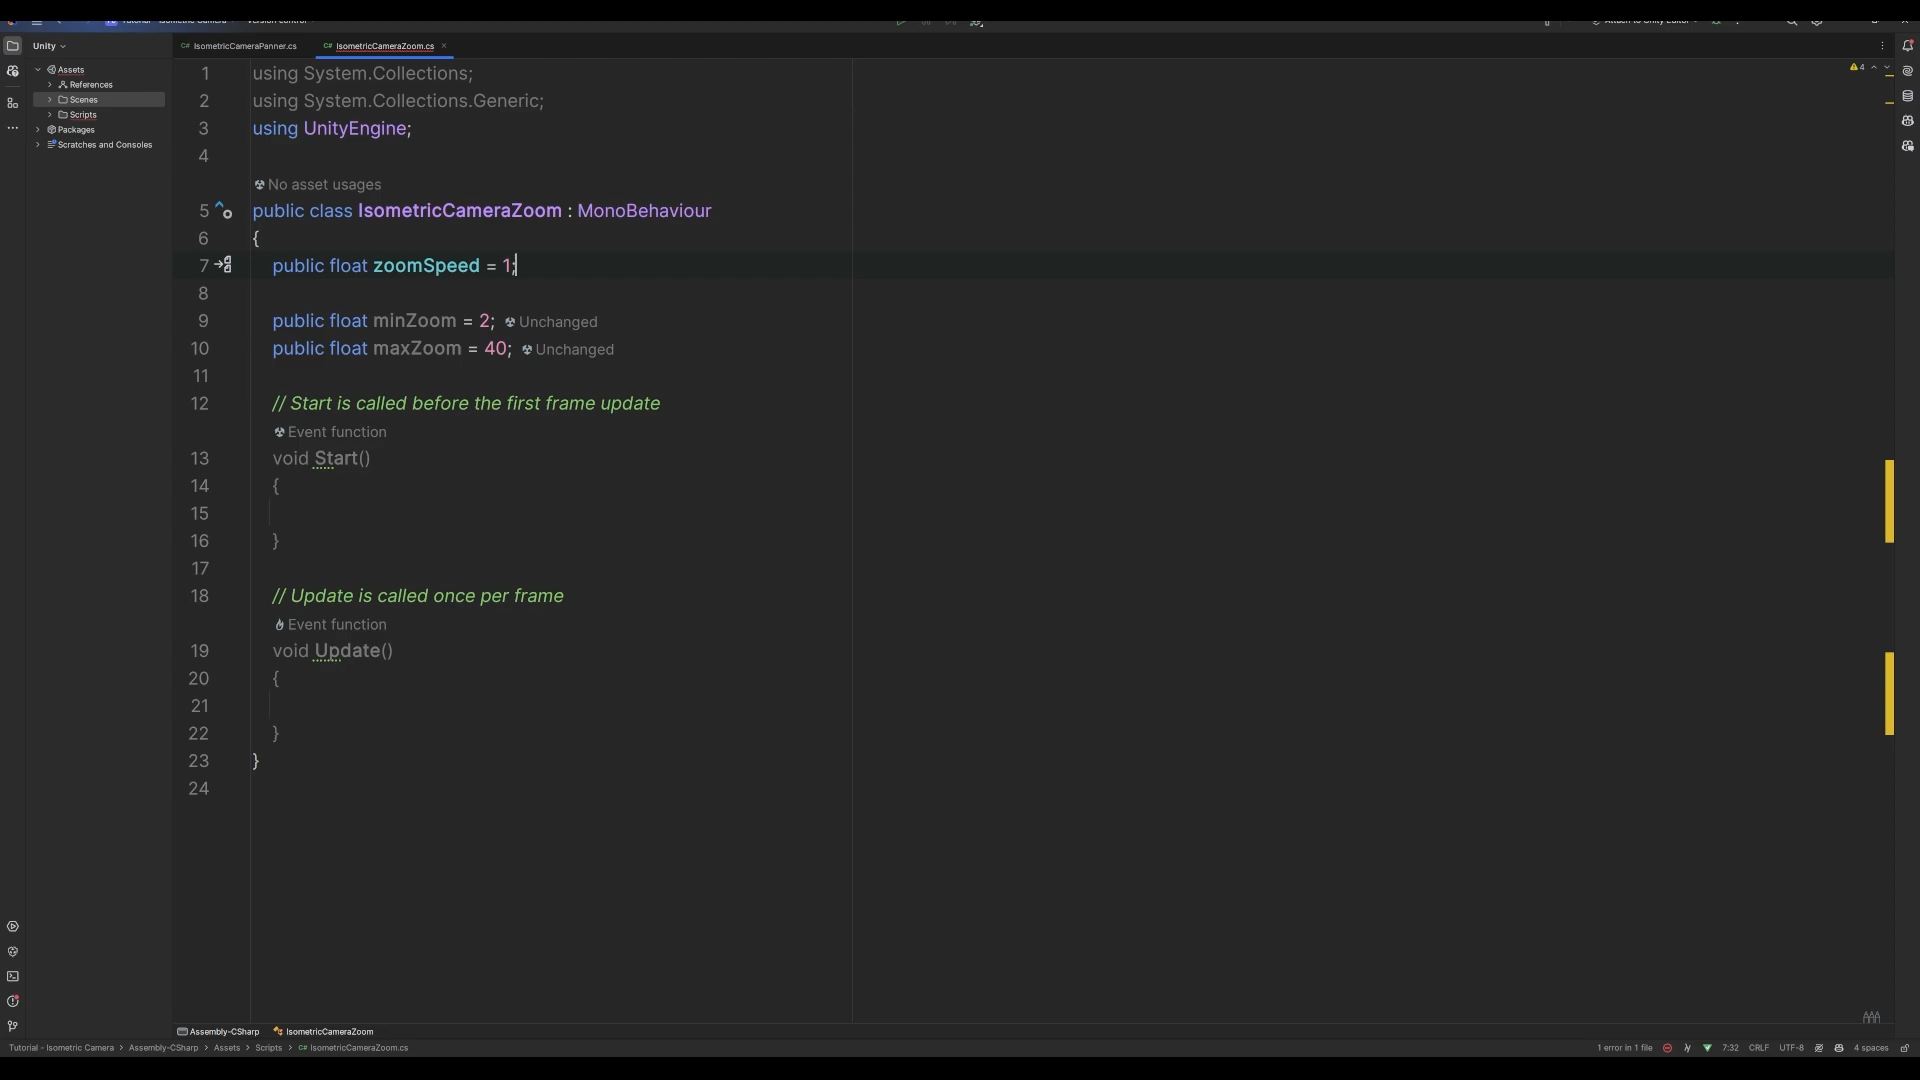 Unity
IsometricCameraPanner.cs
IsometricCameraZoom.cs
Assets
References
Scenes
Scripts
Packages
Scratches and Consoles
4
1 using System.Collections;
2 using System.Collections.Generic;
3 using UnityEngine;
4
No asset usages
5 public class IsometricCameraZoom : MonoBehaviour
6 {
7 public float zoomSpeed = 1;
8
9 public float minZoom = 2; Unchanged
10 public float maxZoom = 40; Unchanged
11
12 // Start is called before the first frame update
Event function
13 void Start()
14 {
15
16 }
17
18 // Update is called once per frame
Event function
19 void Update()
20 {
21
22 }
23 }
24
Assembly-CSharp IsometricCameraZoom
Tutorial - Isometric Camera > Assembly-CSharp > Assets > Scripts > C# IsometricCameraZoom.cs
1 error in 1 file 7:32 CRLF UTF-8 4 spaces